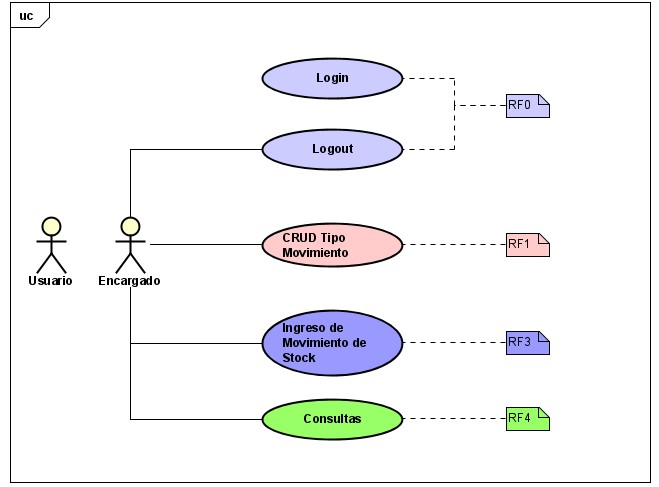 uc
Login
RF0
Logout
CRUD Tipo
Movimiento
RF1
Usuario
Encargado
Ingreso de
Movimiento de
Stock
RF3
Consultas
RF4